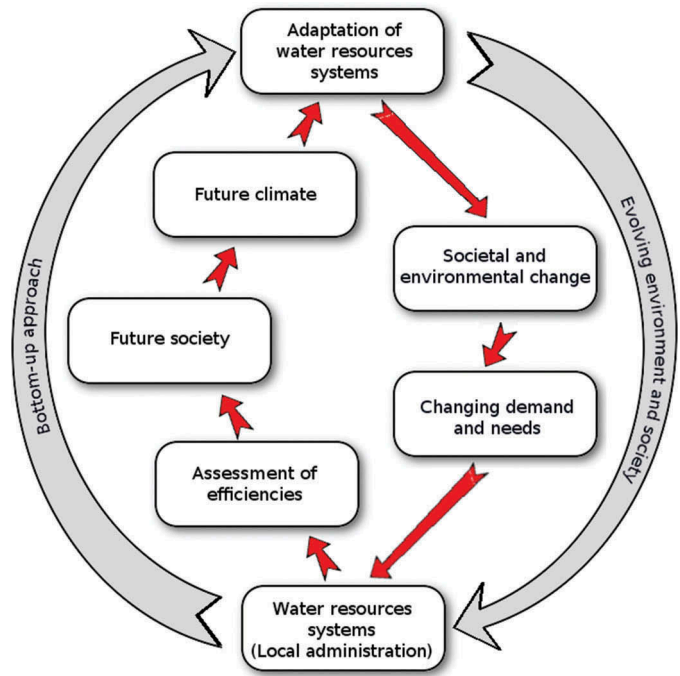 Adaptation of
water resources
systems
Future climate
Societal and
environmental change
Future society
Changing demand
and needs
Assessment of
efficiencies
Water resources
systems
(Local administration)
Bottom-up approach
Evolving environment and society